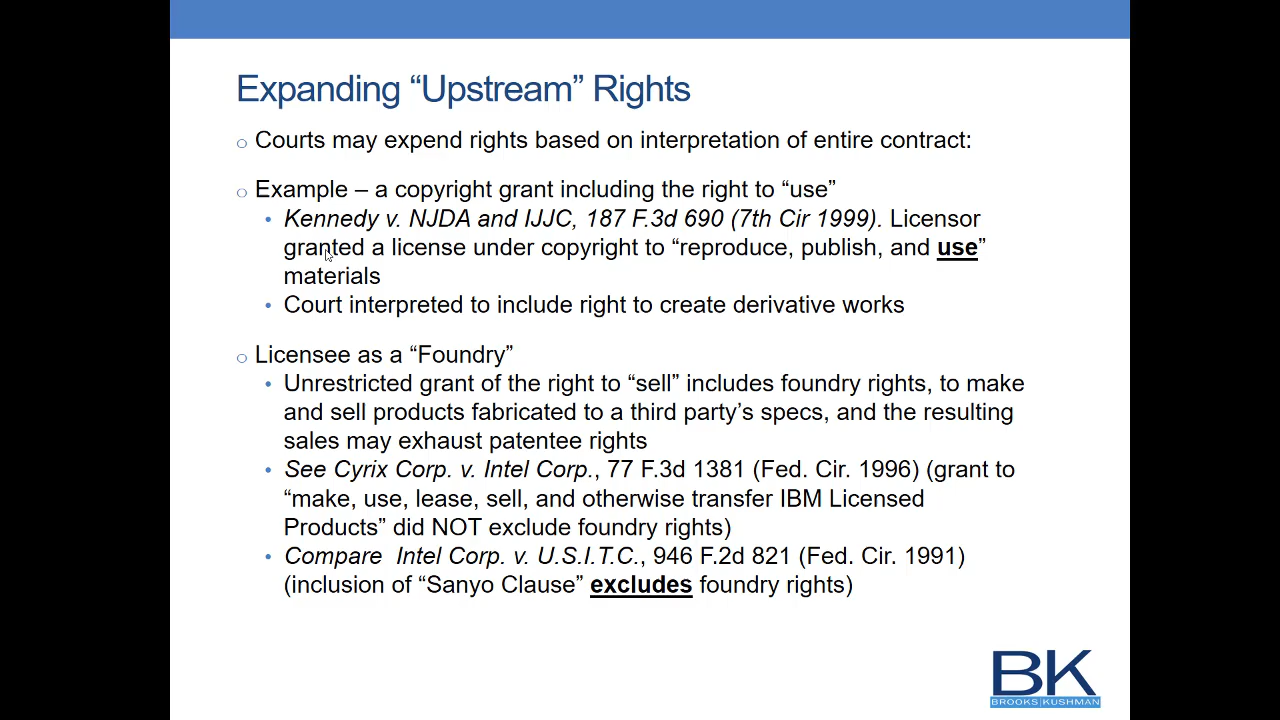 Expanding “Upstream” Rights
o Courts may expend rights based on interpretation of entire contract:
o Example – a copyright grant including the right to “use”
• Kennedy v. NJDA and IJJC, 187 F.3d 690 (7th Cir 1999). Licensor
granted a license under copyright to “reproduce, publish, and use”
materials
• Court interpreted to include right to create derivative works
o Licensee as a “Foundry”
• Unrestricted grant of the right to “sell” includes foundry rights, to make
and sell products fabricated to a third party’s specs, and the resulting
sales may exhaust patentee rights
• See Cyrix Corp. v. Intel Corp., 77 F.3d 1381 (Fed. Cir. 1996) (grant to
“make, use, lease, sell, and otherwise transfer IBM Licensed
Products” did NOT exclude foundry rights)
• Compare Intel Corp. v. U.S.I.T.C., 946 F.2d 821 (Fed. Cir. 1991)
(inclusion of “Sanyo Clause” excludes foundry rights)
BK
BROOKS|KUSHMAN